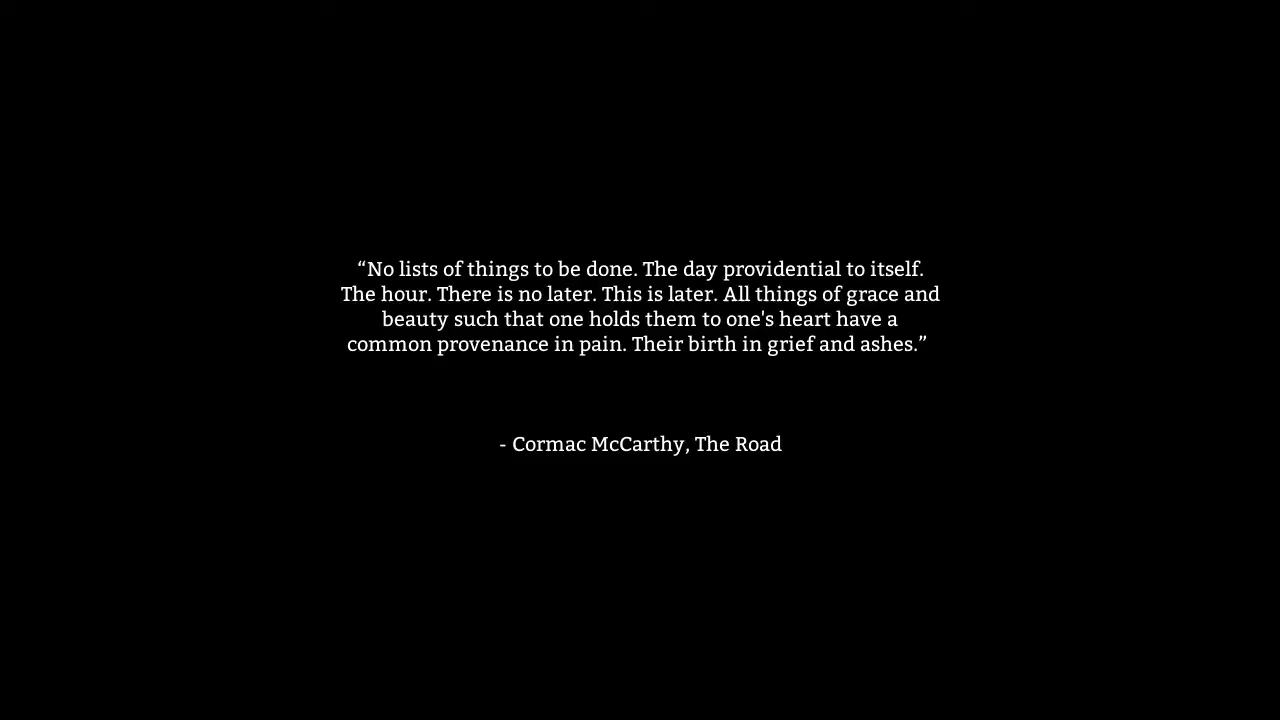 “No lists of things to be done. The day providential to itself.
The hour. There is no later. This is later. All things of grace and
beauty such that one holds them to one's heart have a
common provenance in pain. Their birth in grief and ashes.”
- Cormac McCarthy, The Road